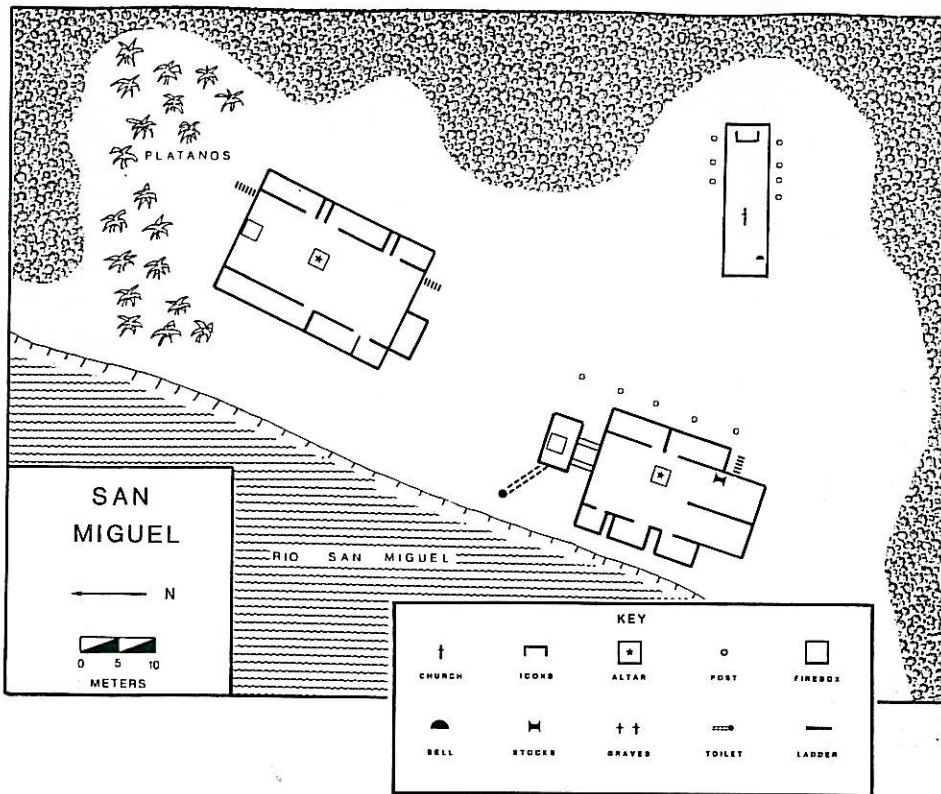 PLATANOS
SAN
MIGUEL
N
0 5 10
METERS
RIO SAN MIGUEL
KEY
CHURCH ICONS ALTAR POST FIREBOX
BELL STOCKS GRAVES TOILET LADDER